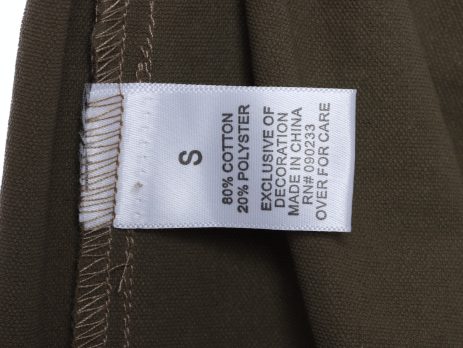 S
80% COTTON
20% POLYSTER
EXCLUSIVE OF
DECORATION
MADE IN CHINA
RN# 090233
OVER FOR CARE